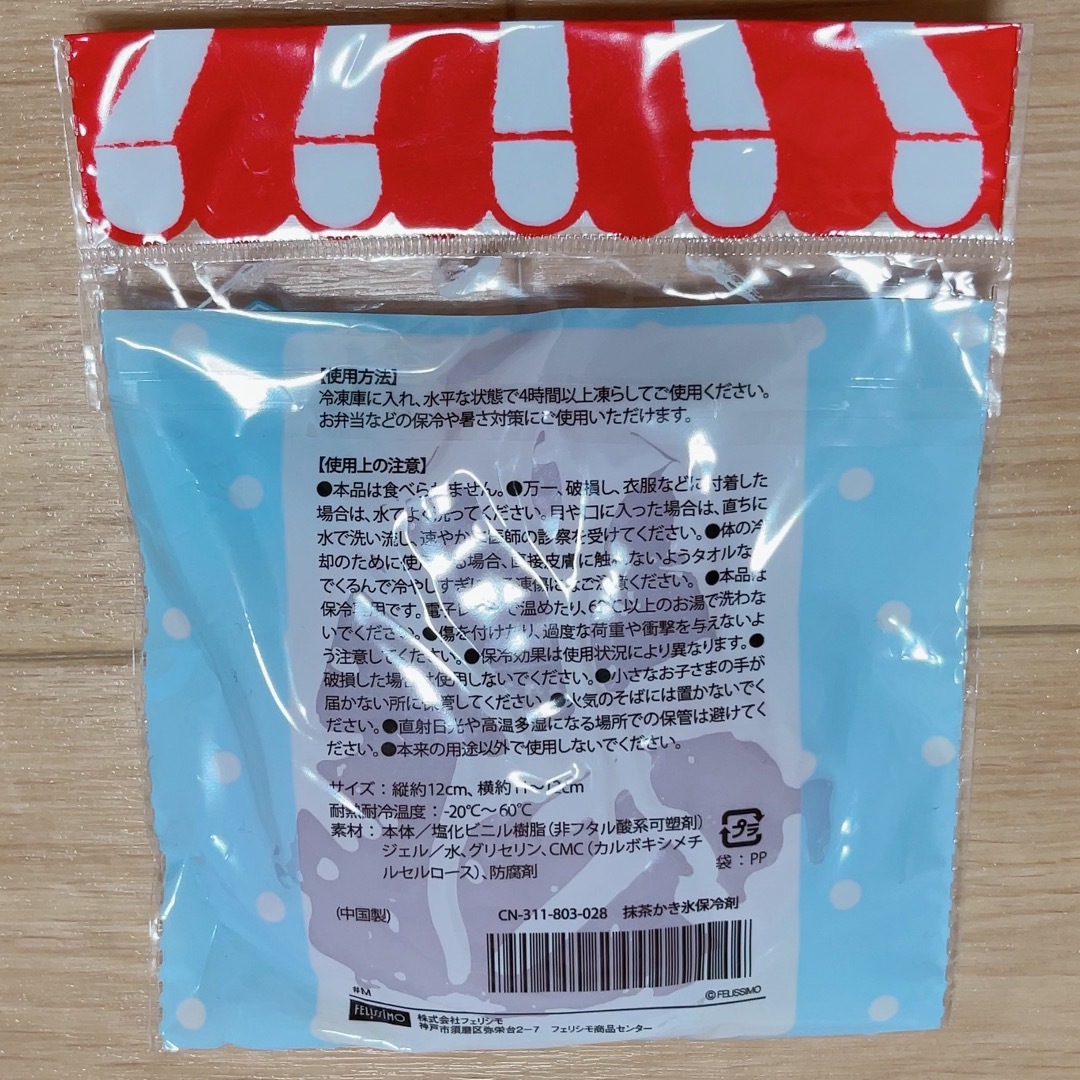 【使用方法】
冷凍庫に入れ、水平な状態で4時間以上凍らしてご使用ください。
お弁当などの保冷や暑さ対策にご使用いただけます。
【使用上の注意】
●本品は食べられません。●万一、破損し、衣服などに付着した
場合は、水でよく洗ってください。目や口に入った場合は、直ちに
水で洗い流し、速やかに医師の診察を受けてください。●体の冷
却のために使用する場合、直接皮膚に触れないようタオルな
でくるんで冷やしすぎによる凍傷になご注意ください。 ●本品は
保冷専用です。電子レンジで温めたり、60℃以上のお湯で洗わな
いでください。●傷を付けたり、過度な荷重や衝撃を与えないよ
う注意してください。●保冷効果は使用状況により異なります。●
破損した場合は使用しないでください。●小さなお子さまの手が
届かない所に保管してください。●火気のそばには置かないでく
ださい。●直射日光や高温多湿になる場所での保管は避けてく
ださい。●本来の用途以外で使用しないでください。
サイズ：縦約12cm、横約11〜12cm
耐熱耐冷温度：-20℃〜60℃
素材：本体／塩化ビニル樹脂（非フタル酸系可塑剤）
ジェル／水、グリセリン、CMC（カルボキシメチ
ルセルロース）、防腐剤
プラ
袋：PP
（中国製）
CN-311-803-028 抹茶かき氷保冷剤
#M
©FELISSIMO
FELISSIMO
株式会社フェリシモ
神戸市須磨区弥栄台2−7 フェリシモ商品センター